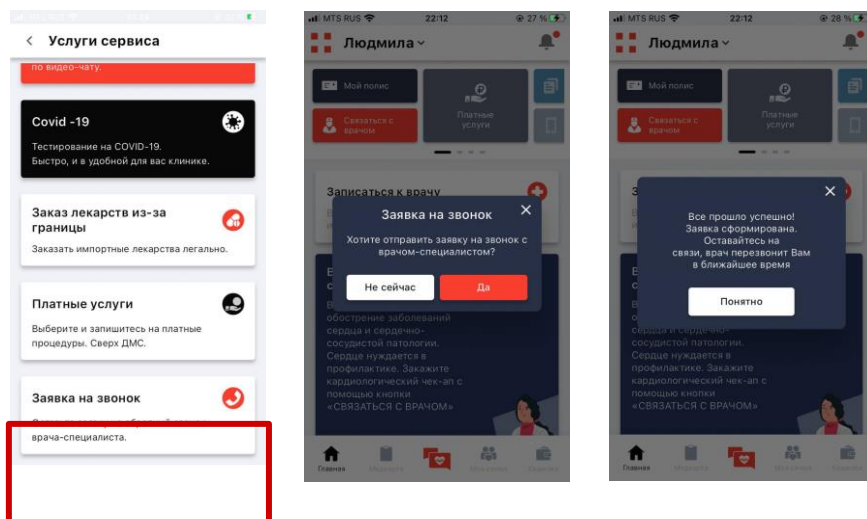 Услуги сервиса
по видео-чату.
Covid -19
Тестирование на COVID-19.
Быстро, и в удобной для вас клинике.
Заказ лекарств из-за
границы
Заказать импортные лекарства легально.
Платные услуги
Выберите и запишитесь на платные
процедуры. Сверх ДМС.
Заявка на звонок
врача-специалиста.
MTS RUS 22:12 27 %
Людмила
Мой полис
Связаться с
врачом
Платные
услуги
Записаться к врачу
Заявка на звонок
Хотите отправить заявку на звонок с
врачом-специалистом?
Не сейчас
Да
обострение заболеваний
сердца и сердечно-
сосудистой патологии.
Сердце нуждается в
профилактике. Закажите
кардиологический чек-ап с
помощью кнопки
«СВЯЗАТЬСЯ С ВРАЧОМ»
Главная
MTS RUS 22:12 28 %
Людмила
Мой полис
Связаться с
врачом
Платные
услуги
Все прошло успешно!
Заявка сформирована.
Оставайтесь на
связи, врач перезвонит Вам
в ближайшее время
Понятно
сердца и сердечно-
сосудистой патологии.
Сердце нуждается в
профилактике. Закажите
кардиологический чек-ап с
помощью кнопки
«СВЯЗАТЬСЯ С ВРАЧОМ»
Главная